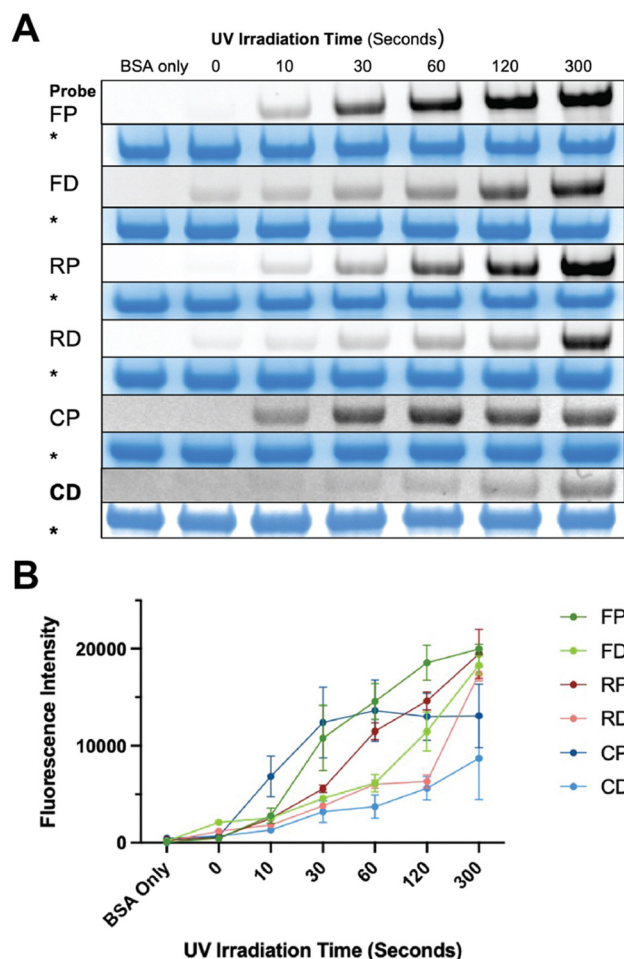 A
UV Irradiation Time (Seconds)
BSA only 0 10 30 60 120 300
Probe
FP
*
FD
*
RP
*
RD
*
CP
*
CD
*
B
Fluorescence Intensity
20000
10000
0
BSA Only 0 10 30 60 120 300
UV Irradiation Time (Seconds)
FP
FD
RP
RD
CP
CD